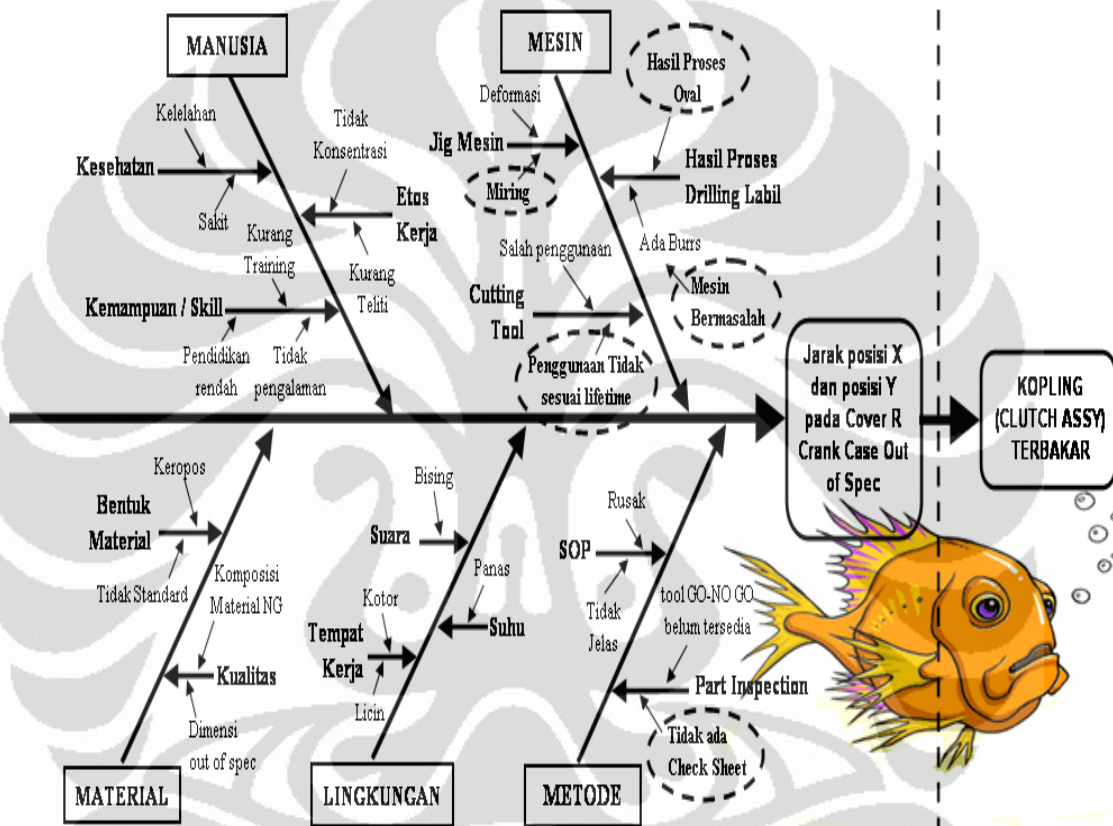 MANUSIA
Kelelahan
Kesehatan
Sakit
Tidak
Konsentrasi
Etos
Kerja
Kurang
Teliti
Kurang
Training
Kemampuan / Skill
Pendidikan
rendah
Tidak
pengalaman
MESIN
Hasil Proses
Oval
Deformasi
Jig Mesin
Miring
Hasil Proses
Drilling Labil
Ada Burrs
Mesin
Bermasalah
Salah penggunaan
Cutting
Tool
Penggunaan Tidak
sesuai lifetime
Jarak posisi X
dan posisi Y
pada Cover R
Crank Case Out
of Spec
KOPLING
(CLUTCH ASSY)
TERBAKAR
Keropos
Bentuk
Material
Tidak Standard
Komposisi
Material NG
Kualitas
Dimensi
out of spec
MATERIAL
Bising
Suara
Panas
Suhu
Kotor
Tempat
Kerja
Licin
LINGKUNGAN
Rusak
SOP
Tidak
Jelas
tool GO-NO GO
belum tersedia
Part Inspection
Tidak ada
Check Sheet
METODE